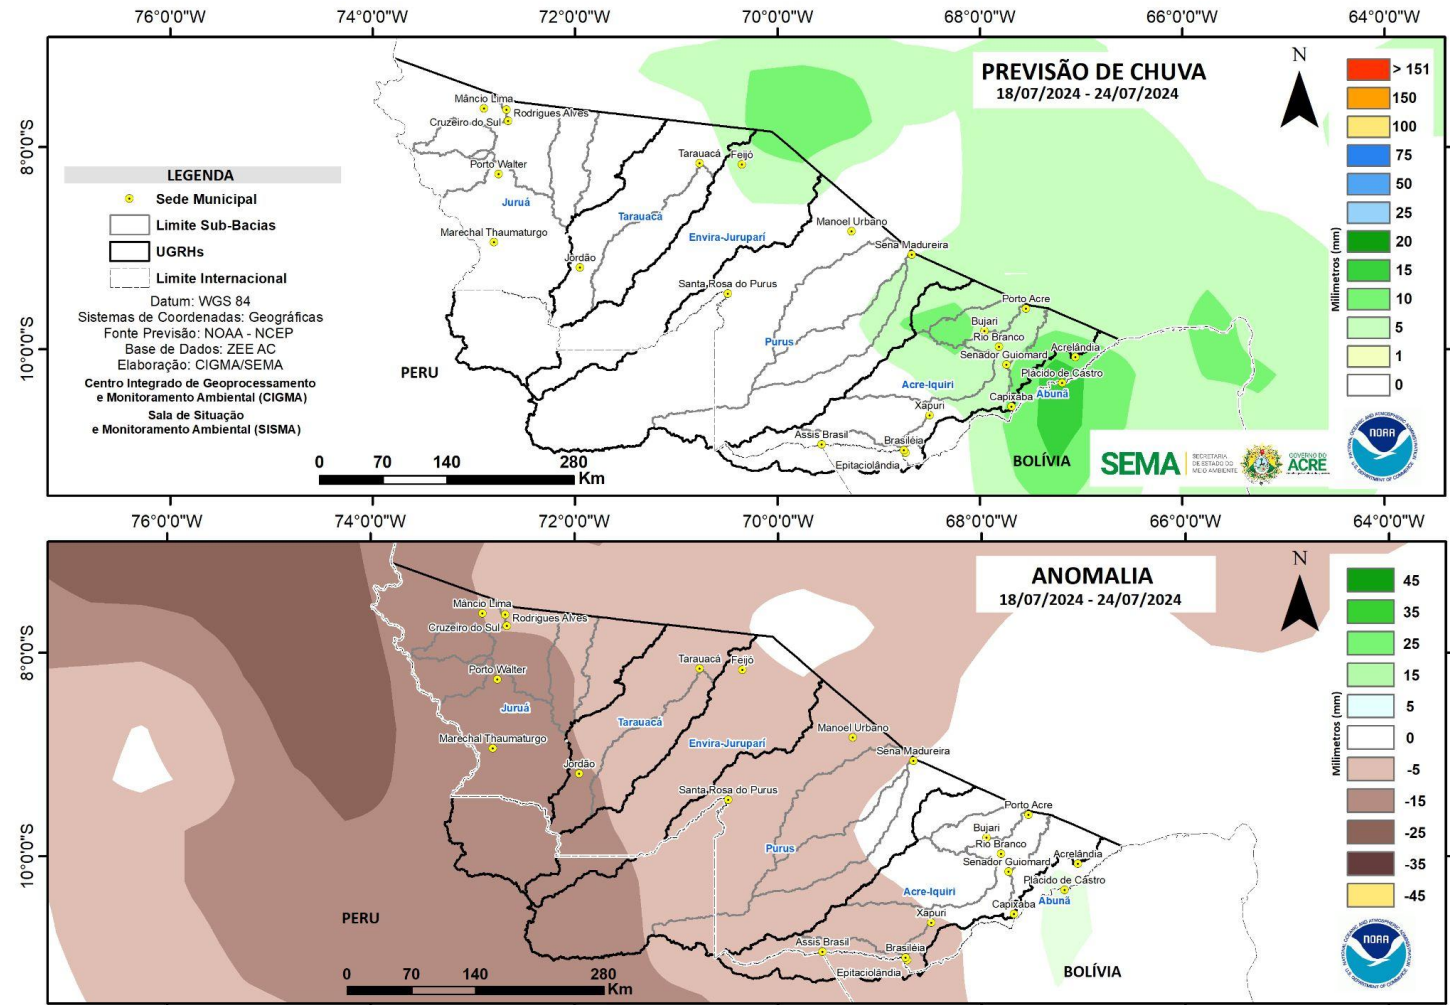 76°0'0"W 74°0'0"W 72°0'0"W 70°0'0"W 68°0'0"W 66°0'0"W 64°0'0"W
8°0'0"S
10°0'0"S
PREVISÃO DE CHUVA
18/07/2024 - 24/07/2024
N
Milímetros (mm)
> 151
150
100
75
50
25
20
15
10
5
1
0
LEGENDA
Sede Municipal
Limite Sub-Bacias
UGRHs
Limite Internacional
Datum: WGS 84
Sistemas de Coordenadas: Geográficas
Fonte Previsão: NOAA - NCEP
Base de Dados: ZEE AC
Elaboração: CIGMA/SEMA
Centro Integrado de Geoprocessamento
e Monitoramento Ambiental (CIGMA)
Sala de Situação
e Monitoramento Ambiental (SISMA)
Mâncio Lima
Rodrigues Alves
Cruzeiro do Sul
Porto Walter
Juruá
Marechal Thaumaturgo
Jordão
Tarauacá
Feijó
Tarauacá
Envira-Juruparí
Manoel Urbano
Sena Madureira
Santa Rosa do Purus
Purus
Porto Acre
Bujari
Rio Branco
Senador Guiomard
Acrelândia
Plácido de Castro
Abunã
Acre-Iquiri
Capixaba
Xapuri
Assis Brasil
Brasiléia
Epitaciolândia
PERU
BOLÍVIA
0 70 140 280
Km
SEMA
SECRETARIA
DE ESTADO DO
MEIO AMBIENTE
GOVERNO DO
ACRE
NOAA
76°0'0"W 74°0'0"W 72°0'0"W 70°0'0"W 68°0'0"W 66°0'0"W 64°0'0"W
8°0'0"S
10°0'0"S
ANOMALIA
18/07/2024 - 24/07/2024
N
Milímetros (mm)
45
35
25
15
5
0
-5
-15
-25
-35
-45
Mâncio Lima
Rodrigues Alves
Cruzeiro do Sul
Porto Walter
Juruá
Marechal Thaumaturgo
Jordão
Tarauacá
Feijó
Tarauacá
Envira-Juruparí
Manoel Urbano
Sena Madureira
Santa Rosa do Purus
Purus
Porto Acre
Bujari
Rio Branco
Senador Guiomard
Acrelândia
Plácido de Castro
Abunã
Acre-Iquiri
Capixaba
Xapuri
Assis Brasil
Brasiléia
Epitaciolândia
PERU
BOLÍVIA
0 70 140 280
Km
NOAA